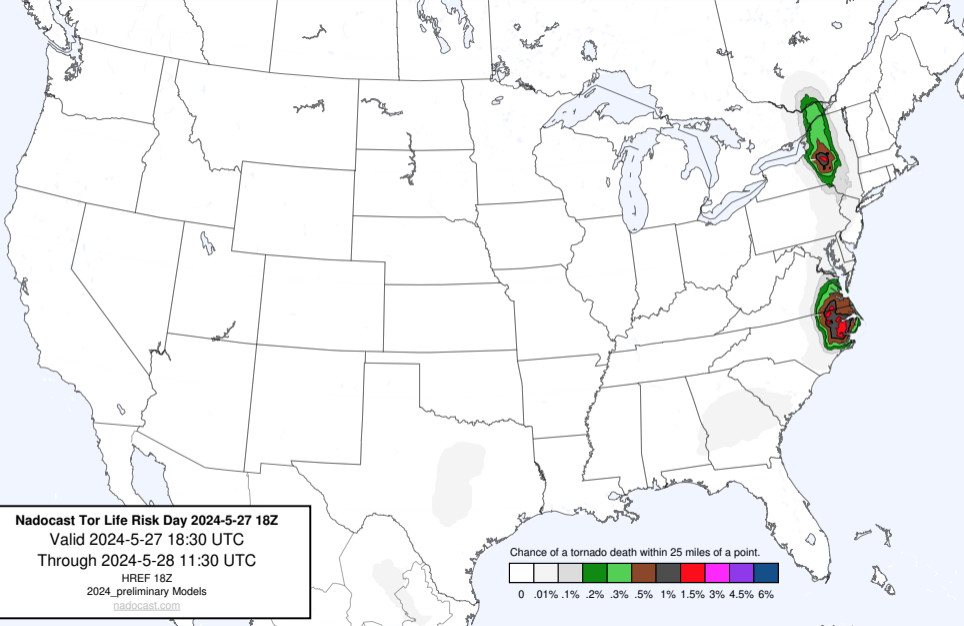 Nadocast Tor Life Risk Day 2024-5-27 18Z
Valid 2024-5-27 18:30 UTC
Through 2024-5-28 11:30 UTC
HREF 18Z
2024_preliminary Models
nadocast.com
Chance of a tornado death within 25 miles of a point.
0 .01% .1% .2% .3% .5% 1% 1.5% 3% 4.5% 6%